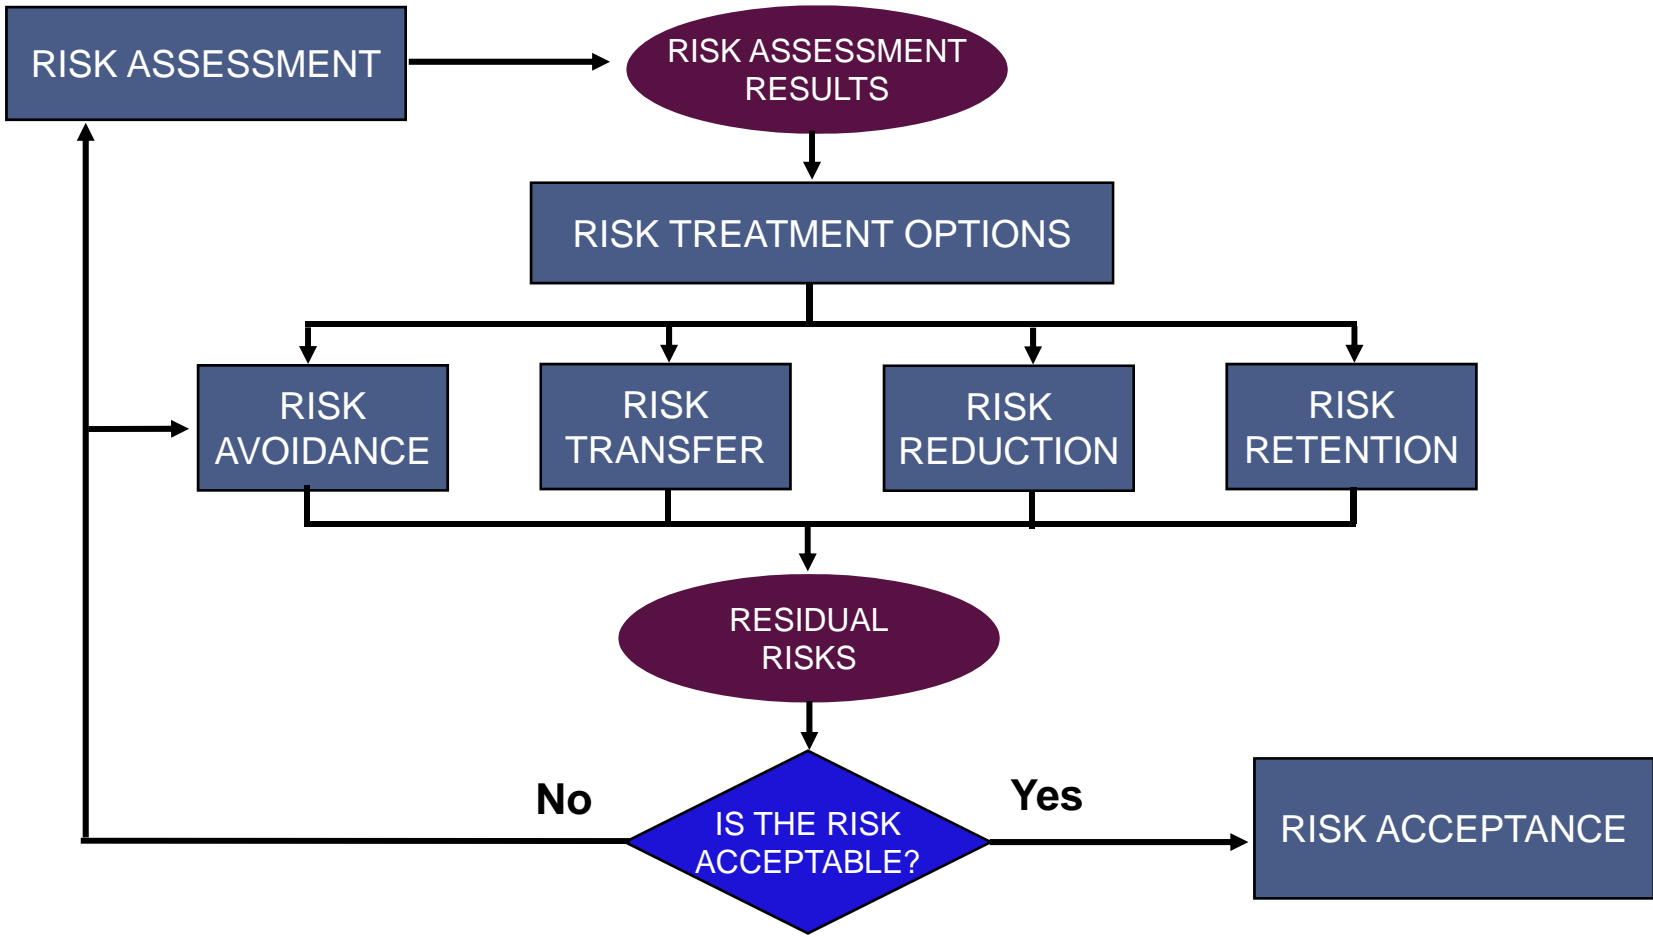 RISK ASSESSMENT
RISK ASSESSMENT
RESULTS
RISK TREATMENT OPTIONS
RISK
AVOIDANCE
RISK
TRANSFER
RISK
REDUCTION
RISK
RETENTION
RESIDUAL
RISKS
No
Yes
IS THE RISK
ACCEPTABLE?
RISK ACCEPTANCE